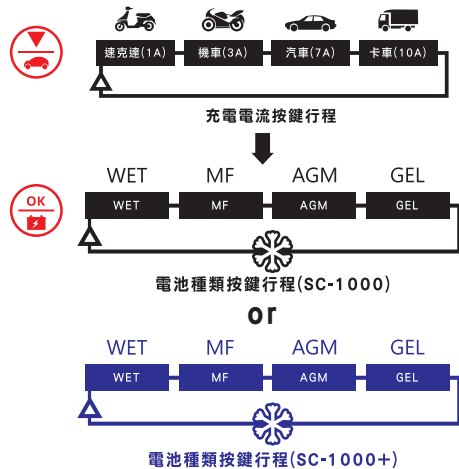 速克達(1A) 機車(3A) 汽車(7A) 卡車(10A)
充電電流按鍵行程
WET MF AGM GEL
OK
WET MF AGM GEL
電池種類按鍵行程(SC-1000)
or
WET MF AGM GEL
WET MF AGM GEL
電池種類按鍵行程(SC-1000+)